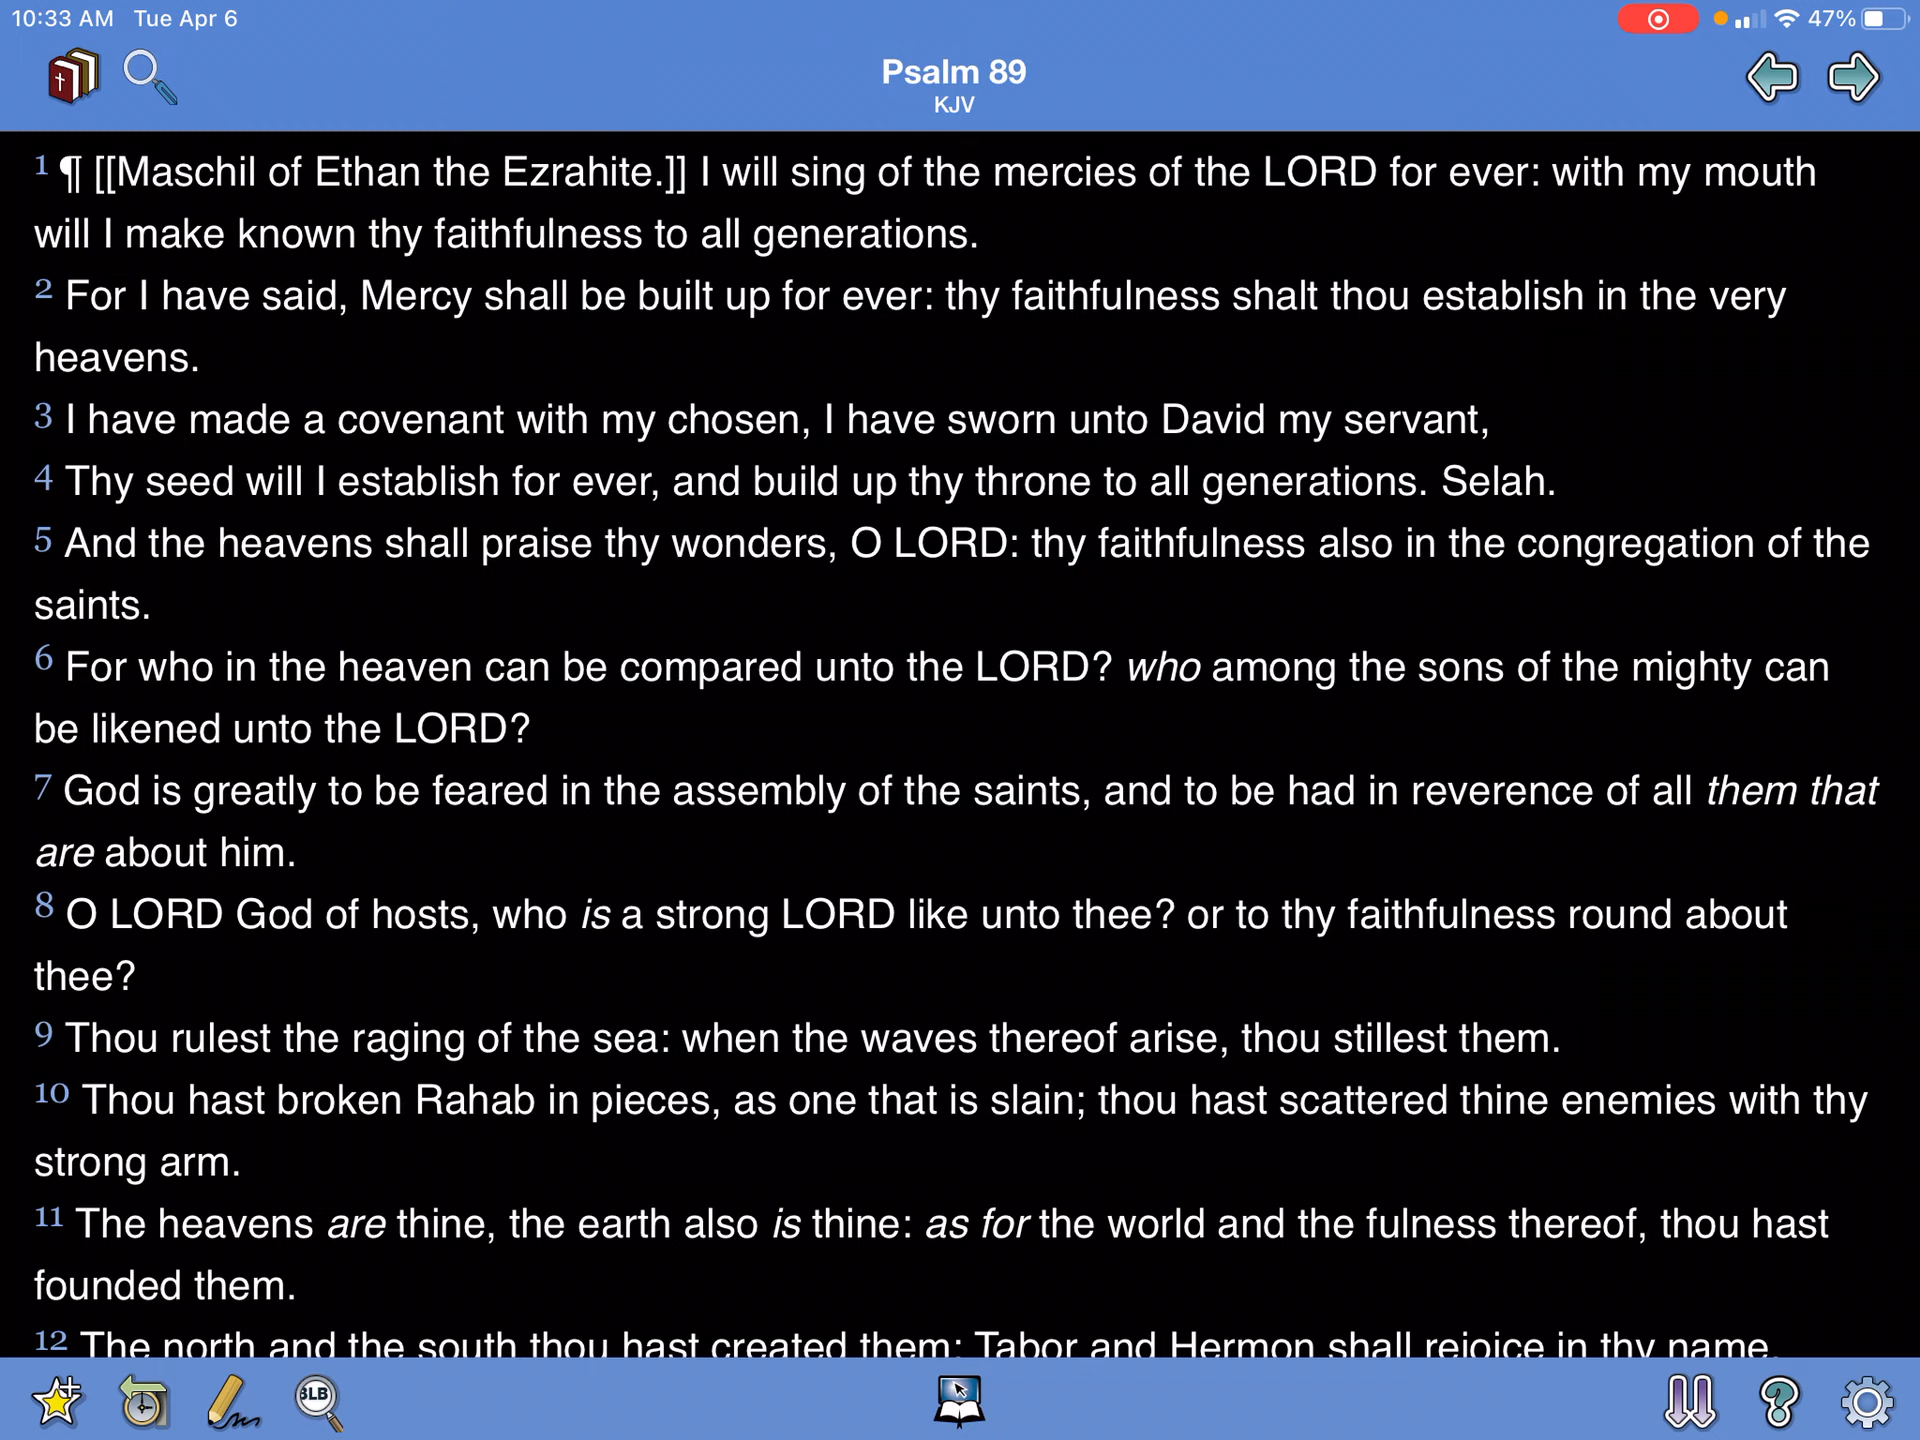 10:33 AM Tue Apr 6
47%
Psalm 89
KJV
1 ¶ [[Maschil of Ethan the Ezrahite.]] I will sing of the mercies of the LORD for ever: with my mouth
will I make known thy faithfulness to all generations.
2 For I have said, Mercy shall be built up for ever: thy faithfulness shalt thou establish in the very
heavens.
3 I have made a covenant with my chosen, I have sworn unto David my servant,
4 Thy seed will I establish for ever, and build up thy throne to all generations. Selah.
5 And the heavens shall praise thy wonders, O LORD: thy faithfulness also in the congregation of the
saints.
6 For who in the heaven can be compared unto the LORD? who among the sons of the mighty can
be likened unto the LORD?
7 God is greatly to be feared in the assembly of the saints, and to be had in reverence of all them that
are about him.
8 O LORD God of hosts, who is a strong LORD like unto thee? or to thy faithfulness round about
thee?
9 Thou rulest the raging of the sea: when the waves thereof arise, thou stillest them.
10 Thou hast broken Rahab in pieces, as one that is slain; thou hast scattered thine enemies with thy
strong arm.
11 The heavens are thine, the earth also is thine: as for the world and the fulness thereof, thou hast
founded them.
12 The north and the south thou hast created them: Tabor and Hermon shall rejoice in thy name.
BLB